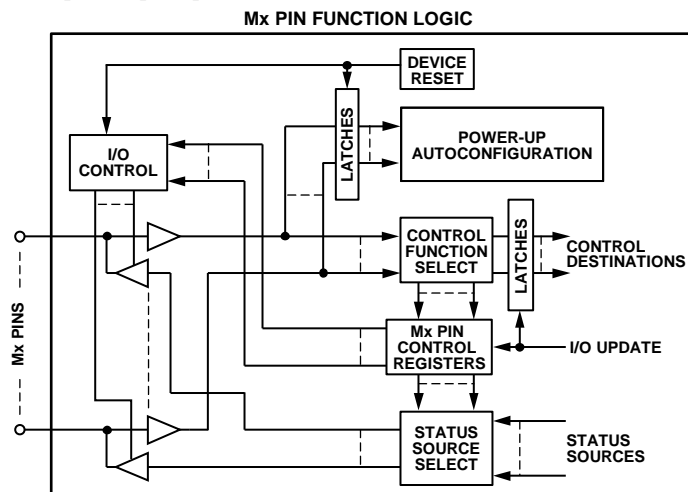 Mx PIN FUNCTION LOGIC
DEVICE
RESET
LATCHES
POWER-UP
AUTOCONFIGURATION
I/O
CONTROL
CONTROL
FUNCTION
SELECT
LATCHES
CONTROL
DESTINATIONS
Mx PINS
Mx PIN
CONTROL
REGISTERS
I/O UPDATE
STATUS
SOURCE
SELECT
STATUS
SOURCES